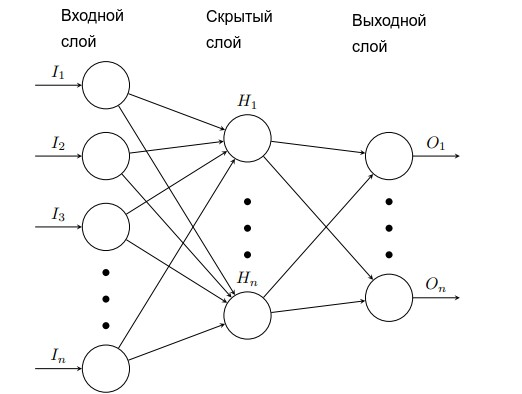 Входной
слой
Скрытый
слой
Выходной
слой
I₁
I₂
I₃
Iₙ
H₁
Hₙ
O₁
Oₙ